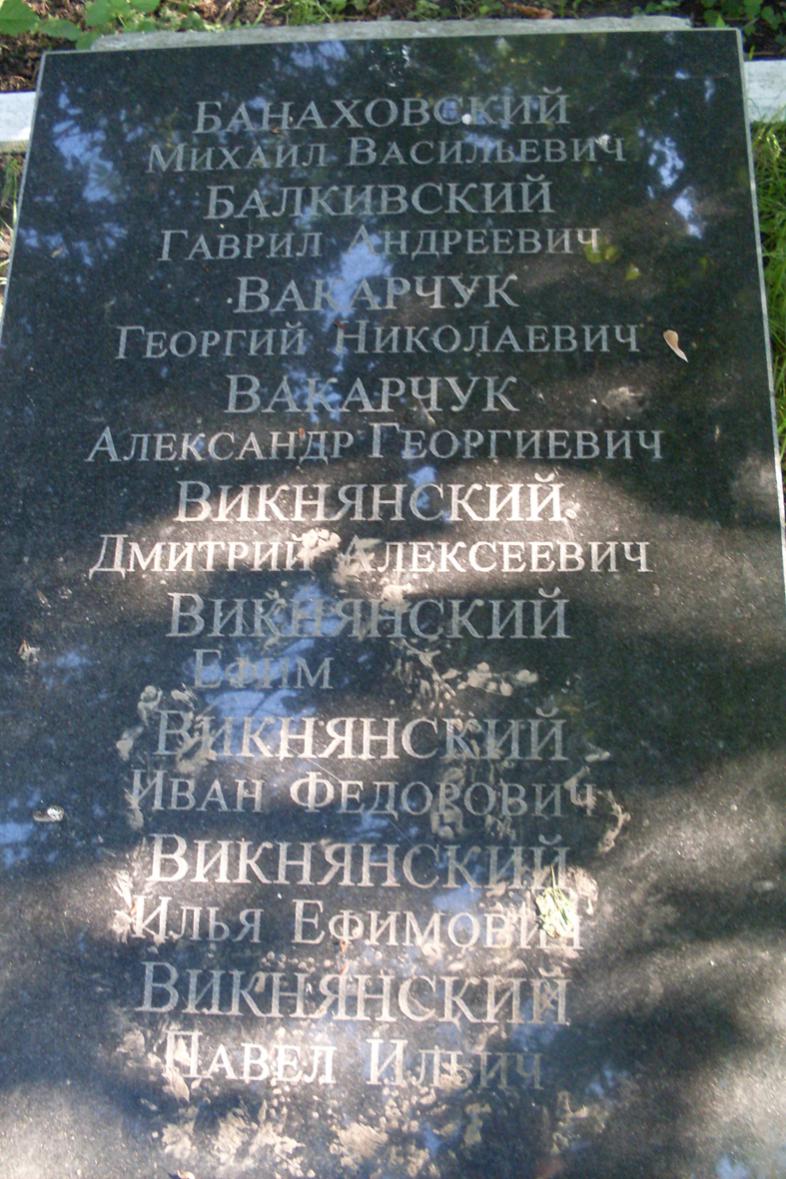 БАНАХОВСКИЙ
МИХАИЛ ВАСИЛЬЕВИЧ
БАЛКИВСКИЙ
ГАВРИЛ АНДРЕЕВИЧ
ВАКАРЧУК
ГЕОРГИЙ НИКОЛАЕВИЧ
ВАКАРЧУК
АЛЕКСАНДР ГЕОРГИЕВИЧ
ВИКНЯНСКИЙ
ДМИТРИЙ АЛЕКСЕЕВИЧ
ВИКНЯНСКИЙ
ЕФИМ
ВИКНЯНСКИЙ
ИВАН ФЕДОРОВИЧ
ВИКНЯНСКИЙ
ИЛЬЯ ЕФИМОВИЧ
ВИКНЯНСКИЙ
ПАВЕЛ ИЛЬИЧ